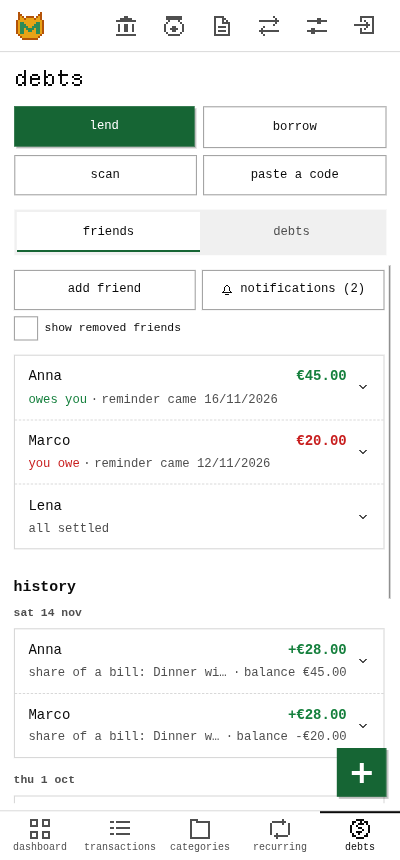 debts
lend
borrow
scan
paste a code
friends
debts
add friend
notifications (2)
show removed friends
Anna
€45.00
owes you · reminder came 16/11/2026
Marco
€20.00
you owe · reminder came 12/11/2026
Lena
all settled
history
sat 14 nov
Anna
+€28.00
share of a bill: Dinner wi… · balance €45.00
Marco
+€28.00
share of a bill: Dinner w… · balance -€20.00
thu 1 oct
dashboard
transactions
categories
recurring
debts